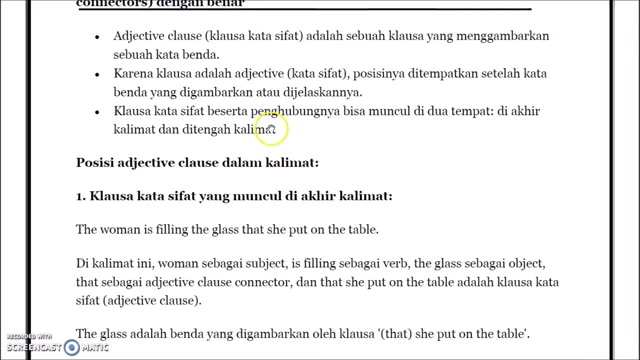 connectors) dengan benar
Adjective clause (klausa kata sifat) adalah sebuah klausa yang menggambarkan
sebuah kata benda.
Karena klausa adalah adjective (kata sifat), posisinya ditempatkan setelah kata
benda yang digambarkan atau dijelaskannya.
Klausa kata sifat beserta penghubungnya bisa muncul di dua tempat: di akhir
kalimat dan ditengah kalimat
Posisi adjective clause dalam kalimat:
1. Klausa kata sifat yang muncul di akhir kalimat:
The woman is filling the glass that she put on the table.
Di kalimat ini, woman sebagai subject, is filling sebagai verb, the glass sebagai object,
that sebagai adjective clause connector, dan that she put on the table adalah klausa kata
sifat (adjective clause).
The glass adalah benda yang digambarkan oleh klausa '(that) she put on the table'.
RECORDED WITH
SCREENCAST MATIC